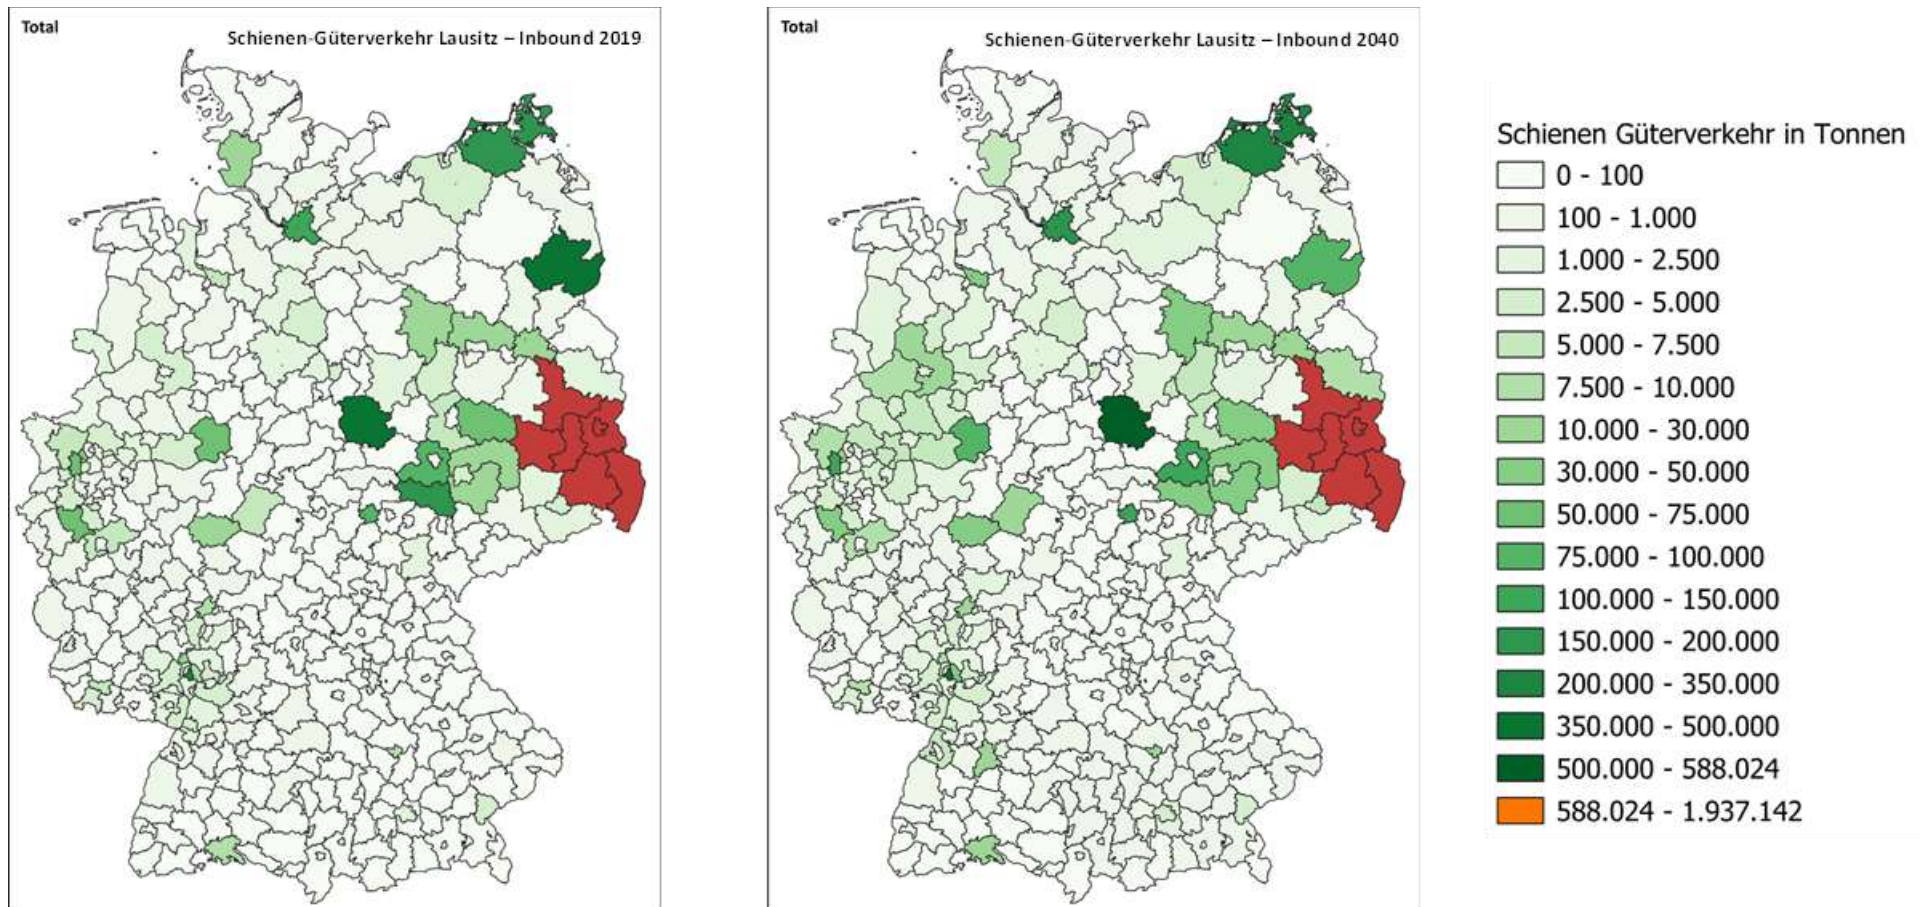 Total
Schienen-Güterverkehr Lausitz – Inbound 2019
Total
Schienen-Güterverkehr Lausitz – Inbound 2040
Schienen Güterverkehr in Tonnen
0 - 100
100 - 1.000
1.000 - 2.500
2.500 - 5.000
5.000 - 7.500
7.500 - 10.000
10.000 - 30.000
30.000 - 50.000
50.000 - 75.000
75.000 - 100.000
100.000 - 150.000
150.000 - 200.000
200.000 - 350.000
350.000 - 500.000
500.000 - 588.024
588.024 - 1.937.142